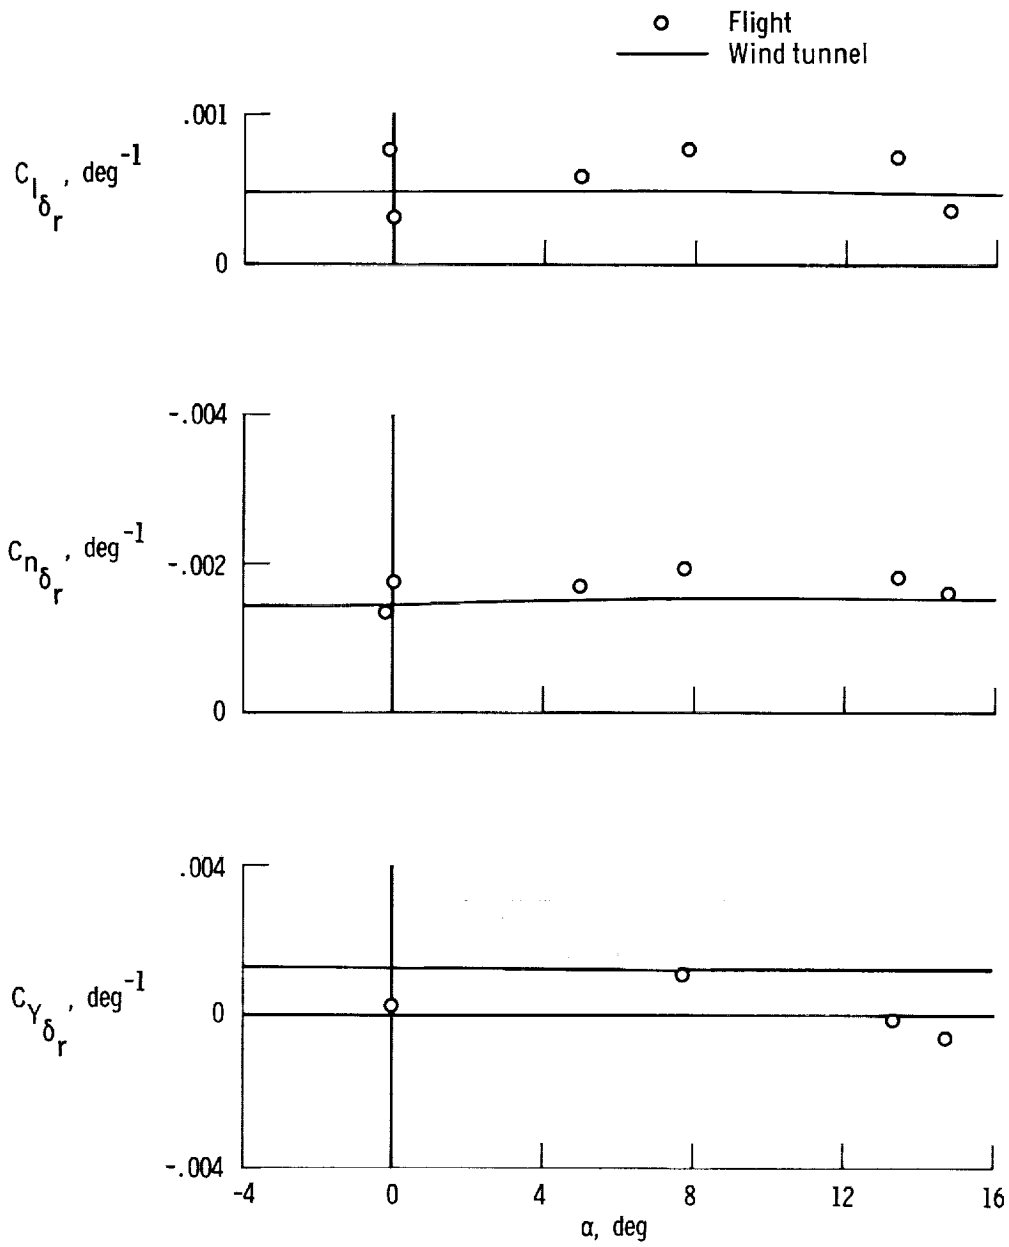 Flight
Wind tunnel
.001
C_{l_{δ_r}}, deg⁻¹
0
-.004
C_{n_{δ_r}}, deg⁻¹
-.002
0
.004
C_{Y_{δ_r}}, deg⁻¹
0
-.004
-4 0 4 8 12 16
α, deg